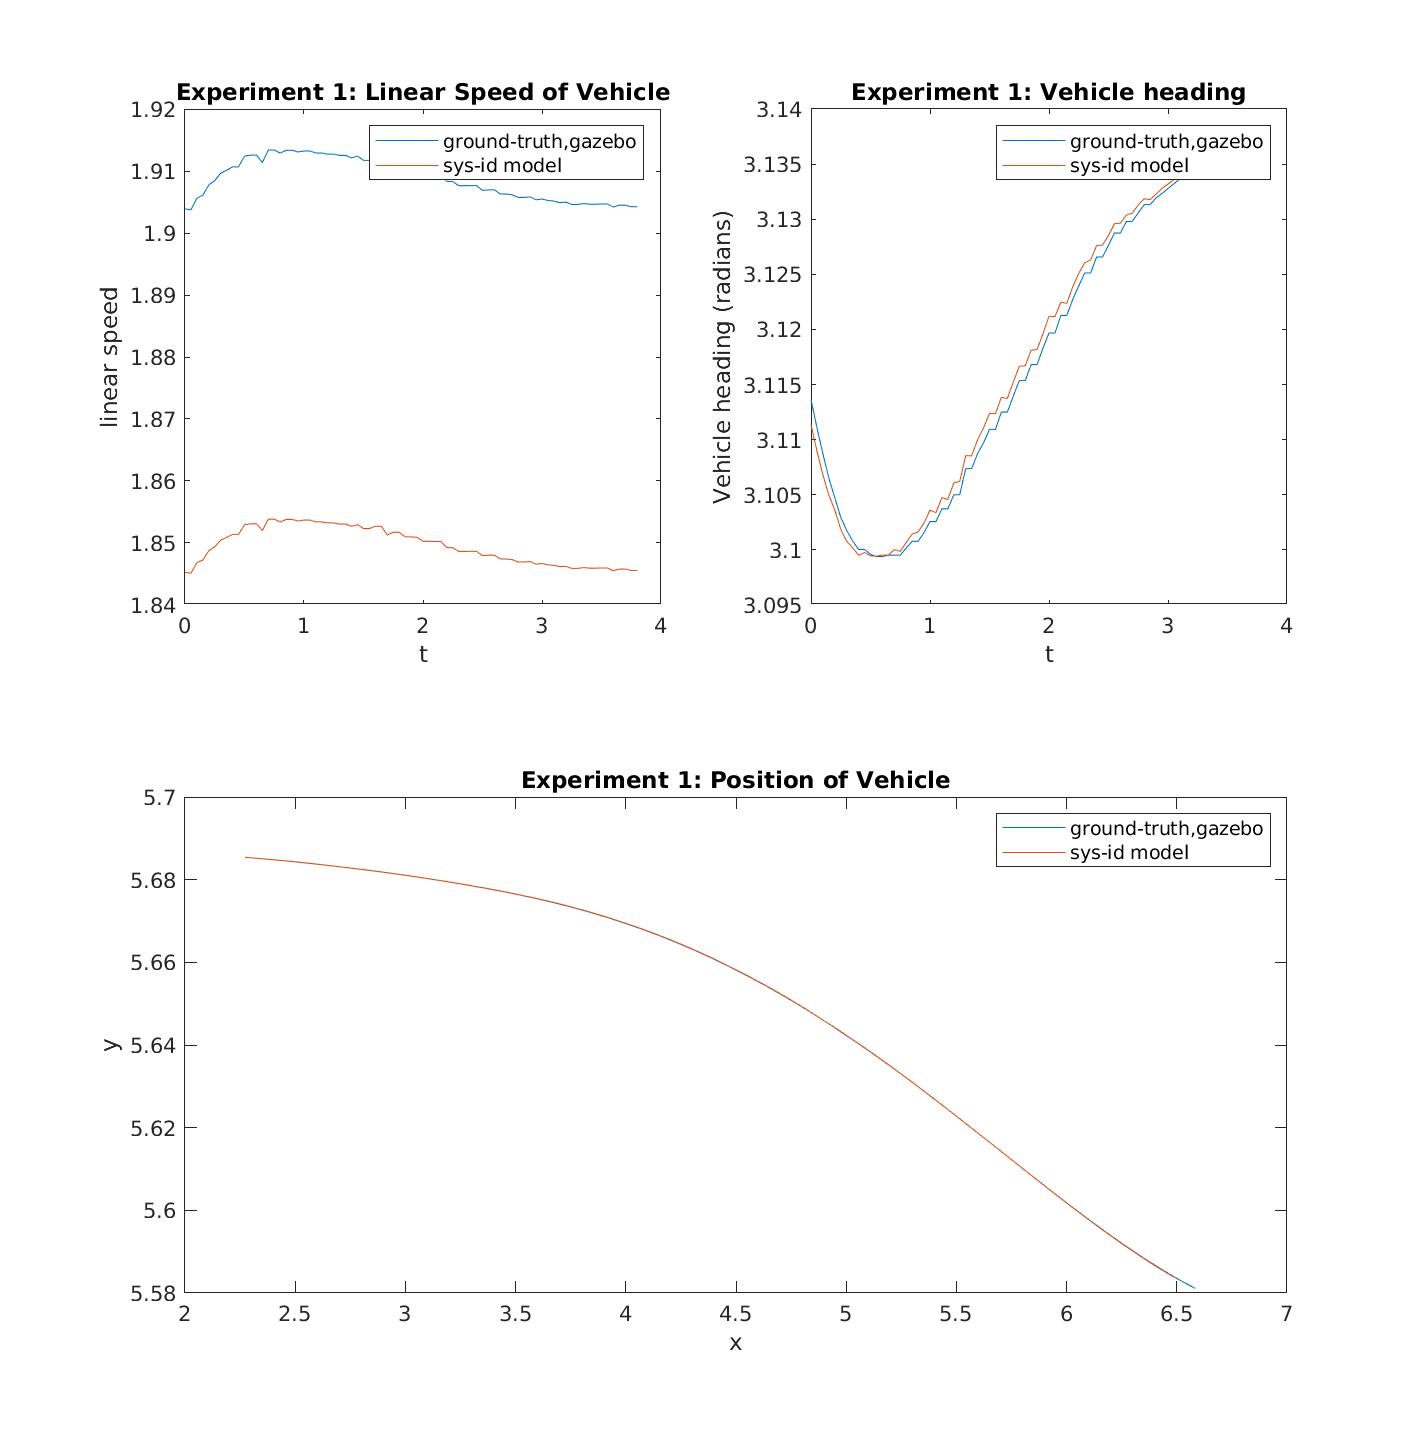 Experiment 1: Linear Speed of Vehicle
1.92
1.91
1.9
1.89
1.88
1.87
1.86
1.85
1.84
linear speed
ground-truth,gazebo
sys-id model
0 1 2 3 4
t
Experiment 1: Vehicle heading
3.14
3.135
3.13
3.125
3.12
3.115
3.11
3.105
3.1
3.095
Vehicle heading (radians)
ground-truth,gazebo
sys-id model
0 1 2 3 4
t
Experiment 1: Position of Vehicle
5.7
5.68
5.66
5.64
5.62
5.6
5.58
y
ground-truth,gazebo
sys-id model
2 2.5 3 3.5 4 4.5 5 5.5 6 6.5 7
x